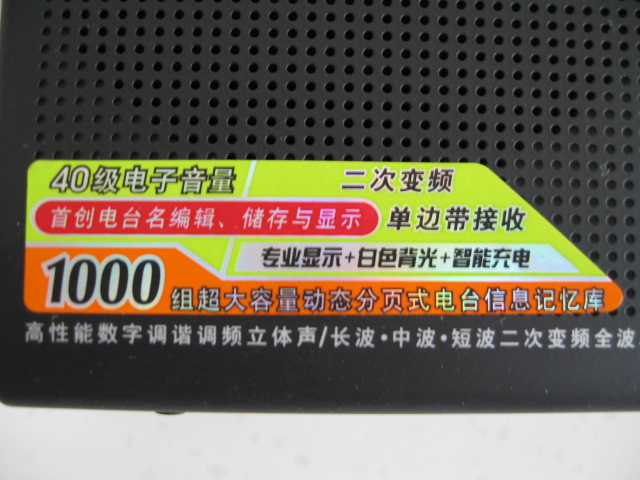 40级电子音量 二次变频
首创电台名编辑、储存与显示 单边带接收
专业显示+白色背光+智能充电
1000组超大容量动态分页式电台信息记忆库
高性能数字调谐调频立体声/长波·中波·短波二次变频全波